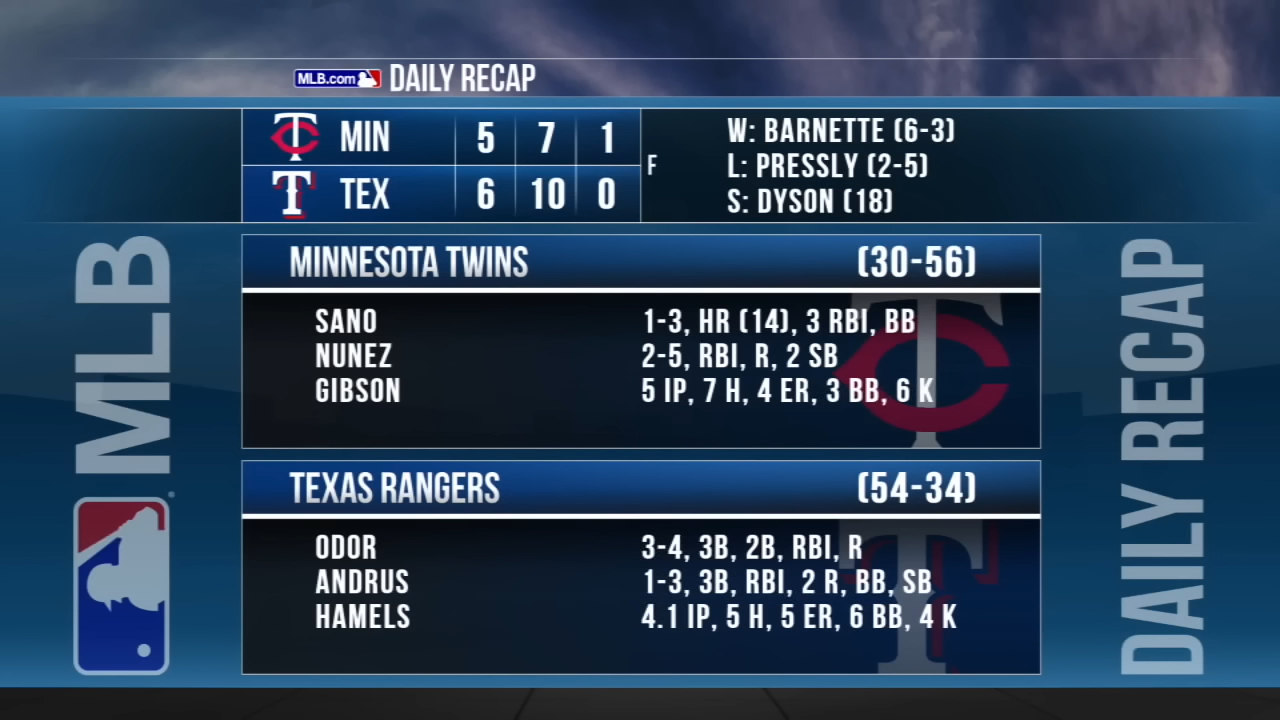 MLB.com DAILY RECAP
MIN 5 7 1
TEX 6 10 0
F
W: BARNETTE (6-3)
L: PRESSLY (2-5)
S: DYSON (18)
MINNESOTA TWINS (30-56)
SANO 1-3, HR (14), 3 RBI, BB
NUNEZ 2-5, RBI, R, 2 SB
GIBSON 5 IP, 7 H, 4 ER, 3 BB, 6 K
TEXAS RANGERS (54-34)
ODOR 3-4, 3B, 2B, RBI, R
ANDRUS 1-3, 3B, RBI, 2 R, BB, SB
HAMELS 4.1 IP, 5 H, 5 ER, 6 BB, 4 K
MLB
DAILY RECAP